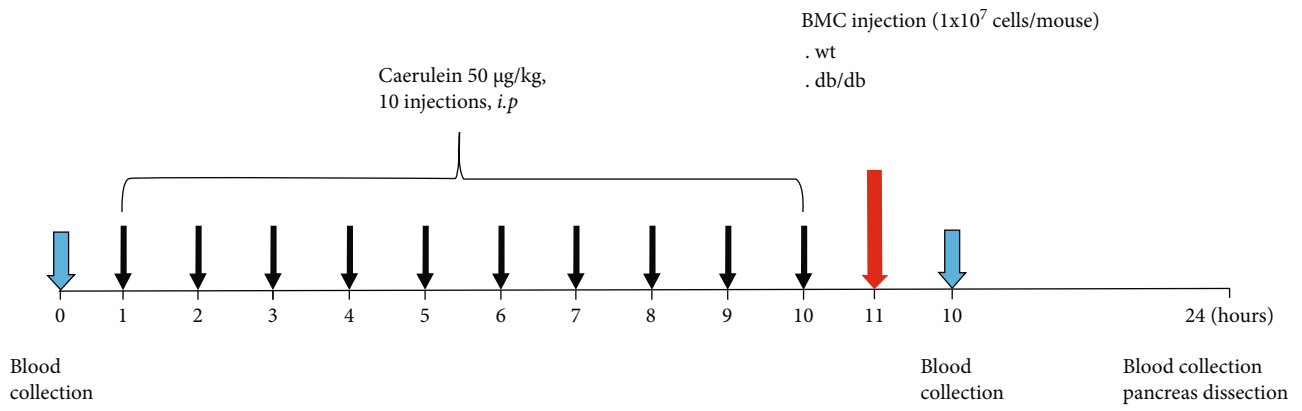 BMC injection (1x10⁷ cells/mouse)
. wt
. db/db
Caerulein 50 µg/kg,
10 injections, i.p
0 1 2 3 4 5 6 7 8 9 10 11 10 24 (hours)
Blood
collection
Blood
collection
Blood collection
pancreas dissection